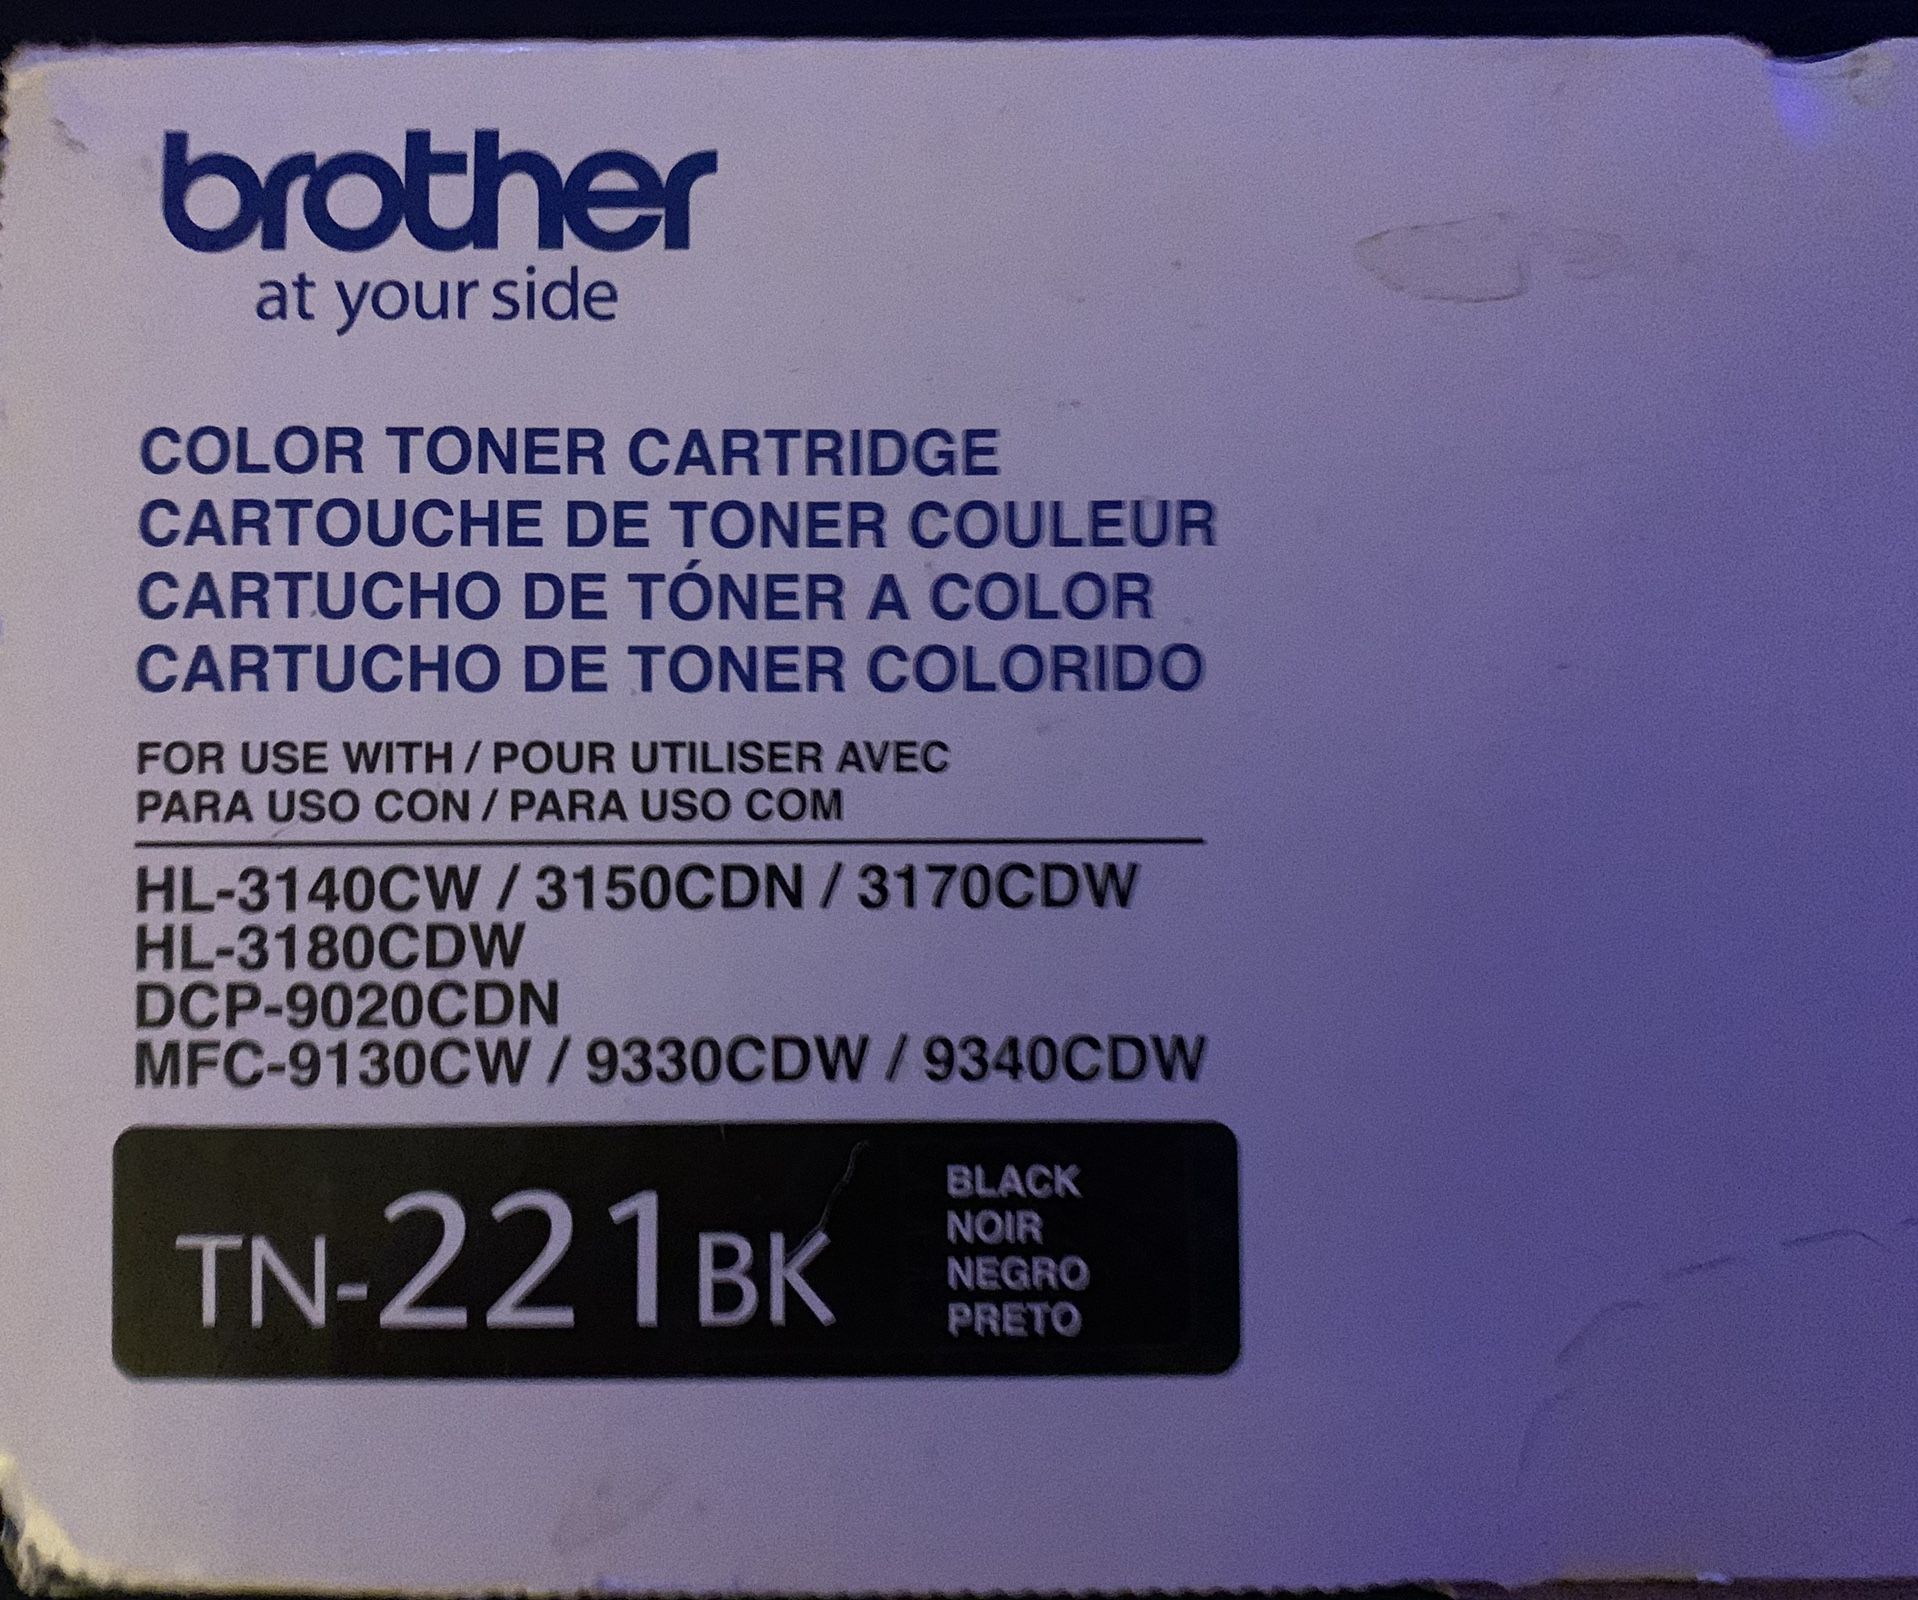 brother
at your side
COLOR TONER CARTRIDGE
CARTOUCHE DE TONER COULEUR
CARTUCHO DE TÓNER A COLOR
CARTUCHO DE TONER COLORIDO
FOR USE WITH / POUR UTILISER AVEC
PARA USO CON / PARA USO COM
HL-3140CW / 3150CDN / 3170CDW
HL-3180CDW
DCP-9020CDN
MFC-9130CW / 9330CDW / 9340CDW
TN-221BK
BLACK
NOIR
NEGRO
PRETO